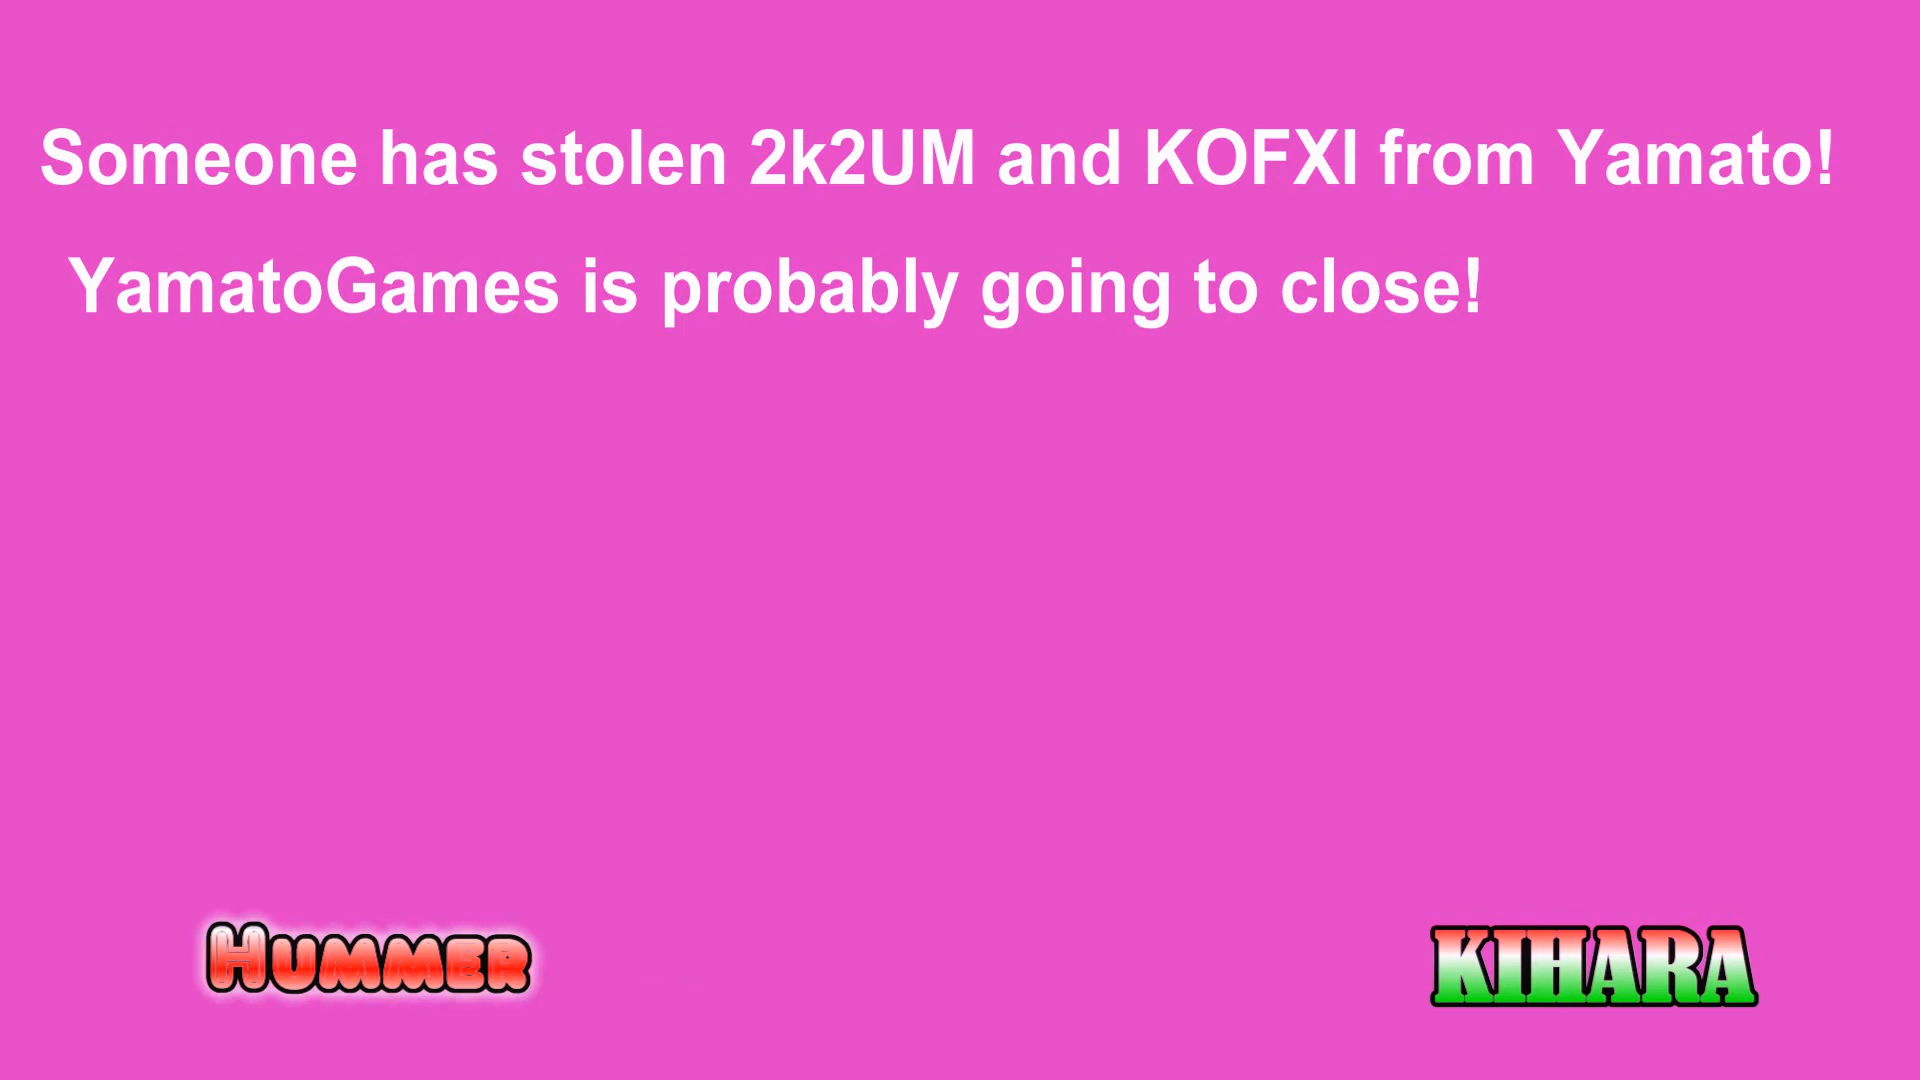 Someone has stolen 2k2UM and KOFXI from Yamato!
YamatoGames is probably going to close!
HUMMER
KIHARA